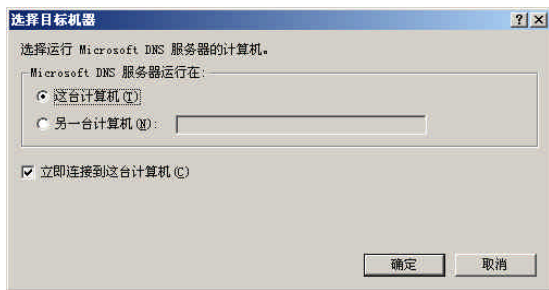 选择目标机器
选择运行 Microsoft DNS 服务器的计算机。
Microsoft DNS 服务器运行在:
这台计算机(T)
另一台计算机(N):
立即连接到这台计算机(C)
确定 取消